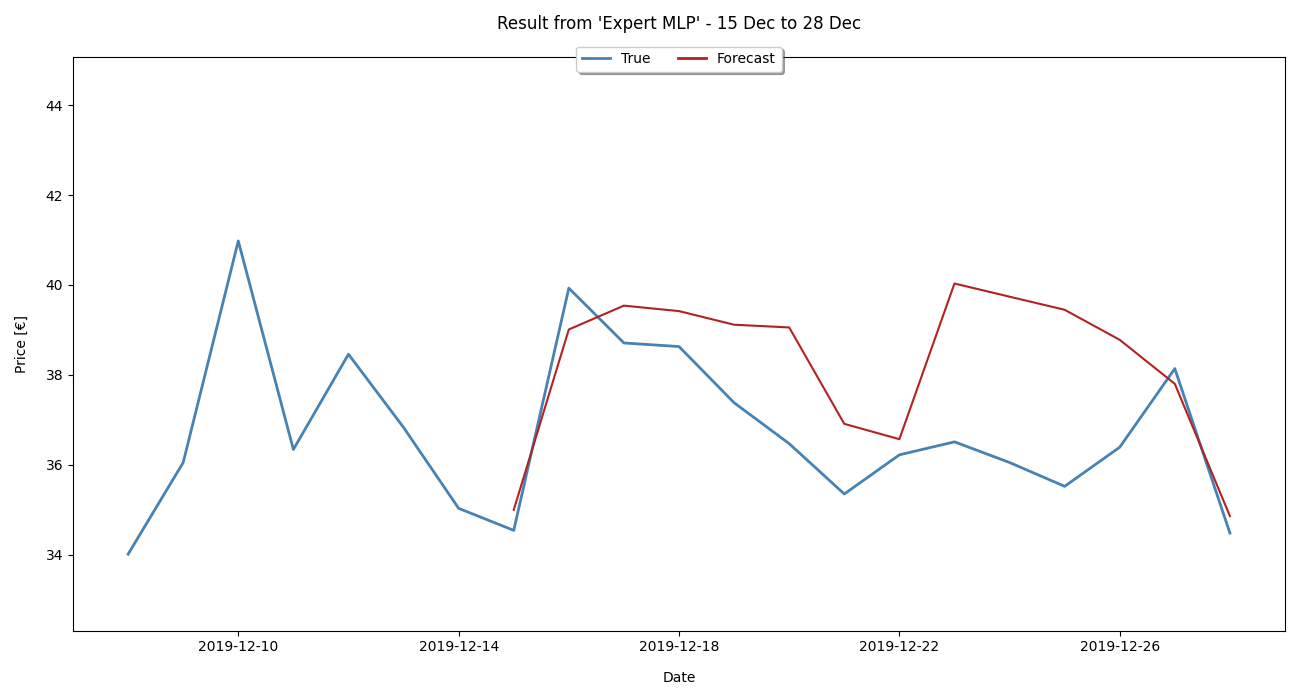 Result from 'Expert MLP' - 15 Dec to 28 Dec
True Forecast
44
42
40
38
36
34
Price [€]
2019-12-10 2019-12-14 2019-12-18 2019-12-22 2019-12-26
Date